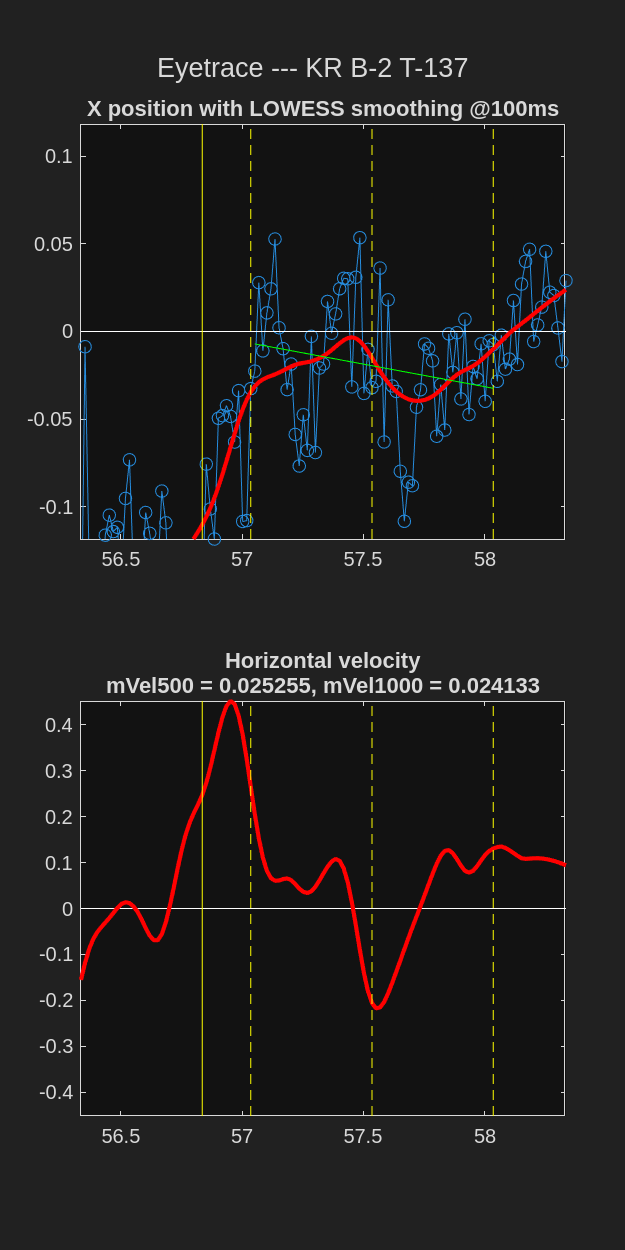 Eyetrace --- KR B-2 T-137
X position with LOWESS smoothing @100ms
0.1
0.05
0
-0.05
-0.1
56.5 57 57.5 58
Horizontal velocity
mVel500 = 0.025255, mVel1000 = 0.024133
0.4
0.3
0.2
0.1
0
-0.1
-0.2
-0.3
-0.4
56.5 57 57.5 58